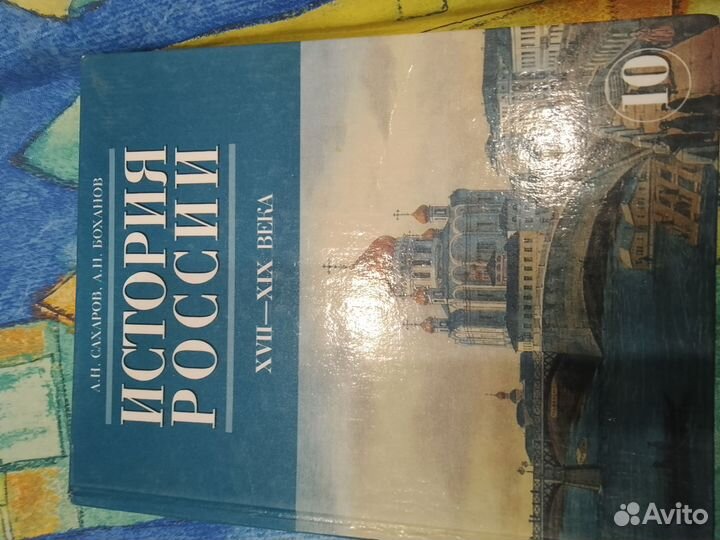 А.Н. САХАРОВ, А.Н. БОХАНОВ
ИСТОРИЯ
РОССИИ
XVII—XIX ВЕКА
10
Avito